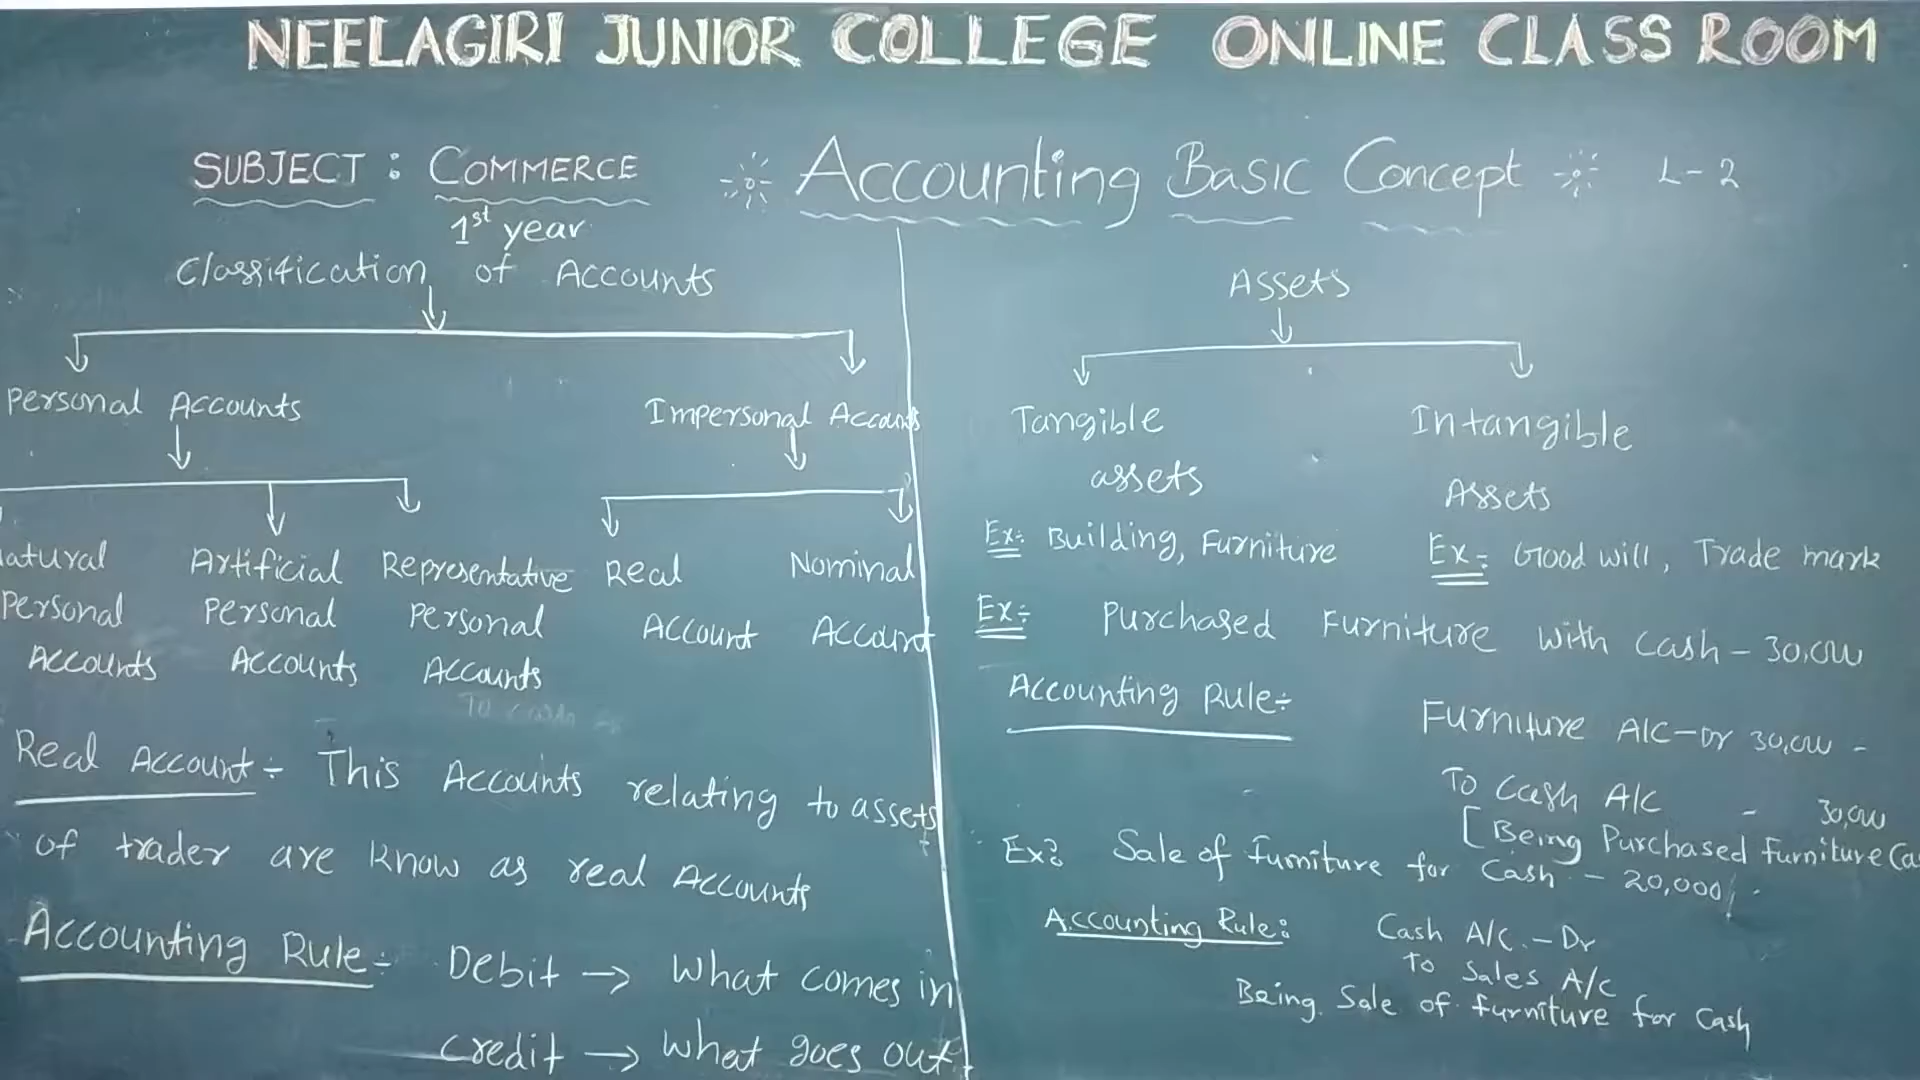 NEELAGIRI JUNIOR COLLEGE ONLINE CLASS ROOM
SUBJECT : COMMERCE
1st year
Accounting Basic Concept L-2
Classification of Accounts
Personal Accounts
Impersonal Accounts
Natural Personal Accounts
Artificial Personal Accounts
Representative Personal Accounts
Real Account
Nominal Account
Real Account :- This Accounts relating to assets
of trader are know as real Accounts
Accounting Rule :- Debit → What comes in
Credit → What goes out
Assets
Tangible
assets
Ex:- Building, Furniture
Intangible
Assets
Ex:- Good will, Trade mark
Ex:- Purchased Furniture with cash - 30,000
Accounting Rule :-
Furniture A/C - Dr 30,000 -
To Cash A/C - 30,000
[Being Purchased Furniture
Ex: Sale of furniture for Cash - 20,000/-
Accounting Rule: Cash A/C. - Dr
To Sales A/C
Being Sale of furniture for Cash